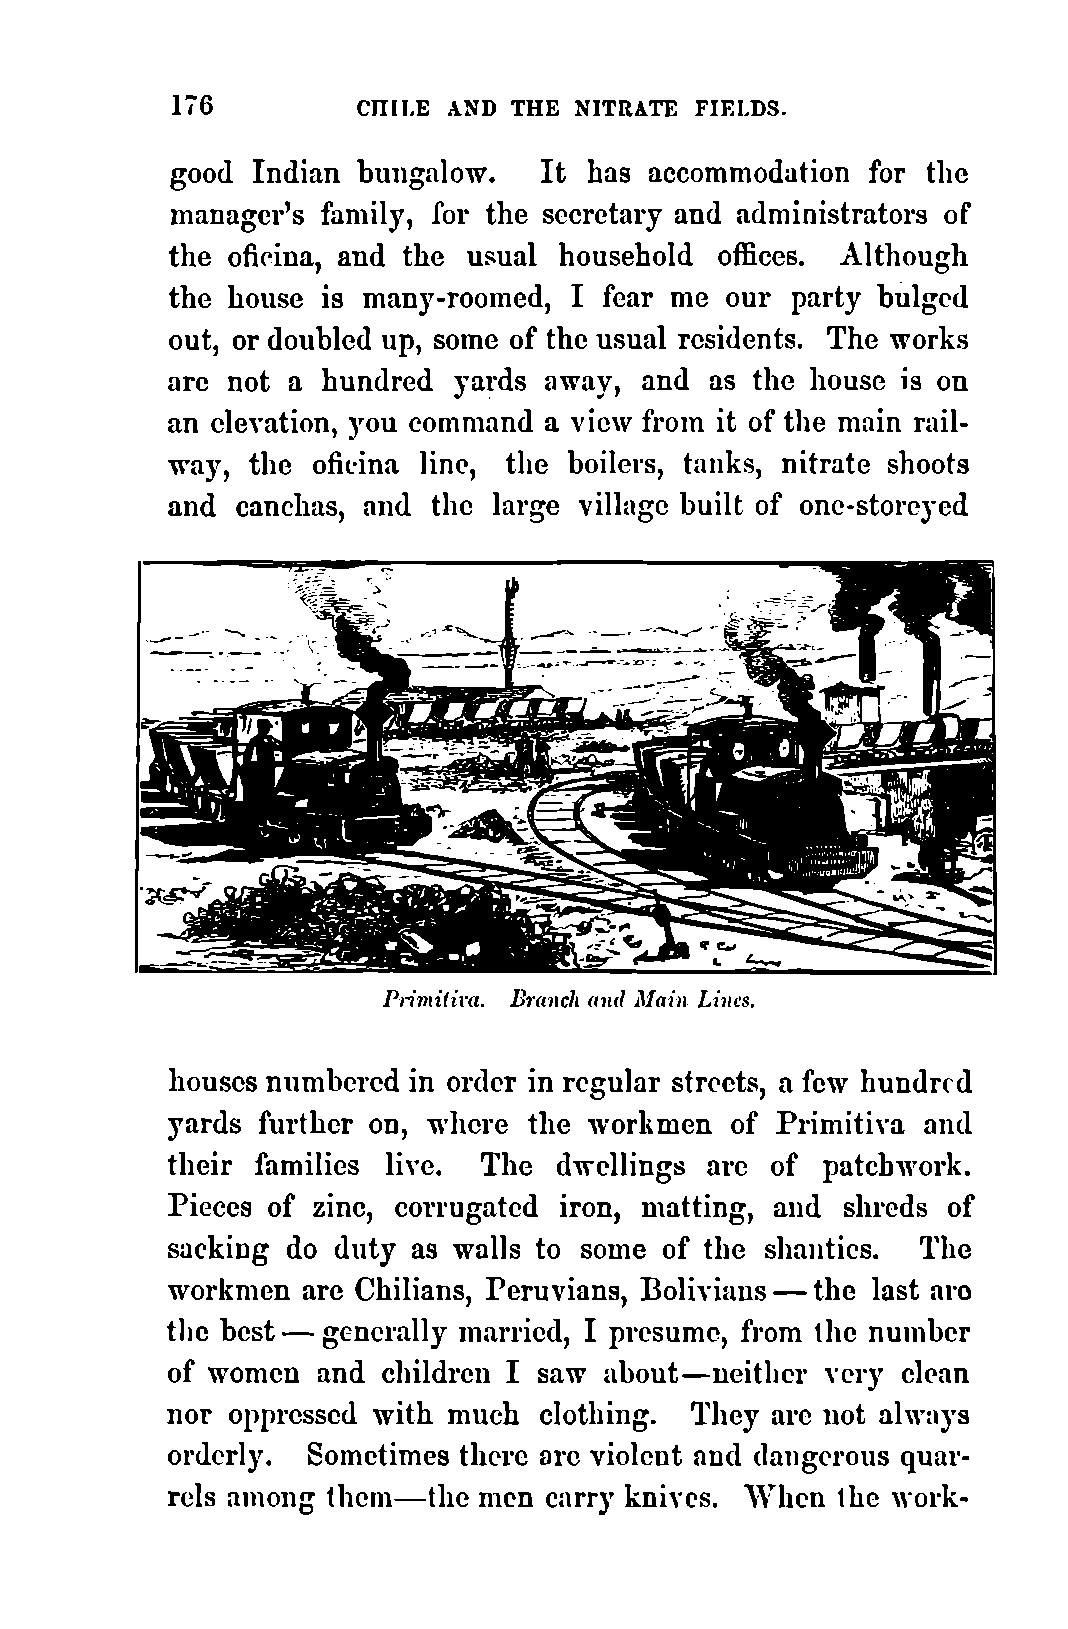 176 CHILE AND THE NITRATE FIELDS.
good Indian bungalow. It has accommodation for the
manager's family, for the secretary and administrators of
the oficina, and the usual household offices. Although
the house is many-roomed, I fear me our party bulged
out, or doubled up, some of the usual residents. The works
are not a hundred yards away, and as the house is on
an elevation, you command a view from it of the main rail-
way, the oficina line, the boilers, tanks, nitrate shoots
and canchas, and the large village built of one-storeyed
Primitiva. Branch and Main Lines.
houses numbered in order in regular streets, a few hundred
yards further on, where the workmen of Primitiva and
their families live. The dwellings are of patchwork.
Pieces of zinc, corrugated iron, matting, and shreds of
sacking do duty as walls to some of the shanties. The
workmen are Chilians, Peruvians, Bolivians — the last are
the best — generally married, I presume, from the number
of women and children I saw about—neither very clean
nor oppressed with much clothing. They are not always
orderly. Sometimes there are violent and dangerous quar-
rels among them—the men carry knives. When the work-